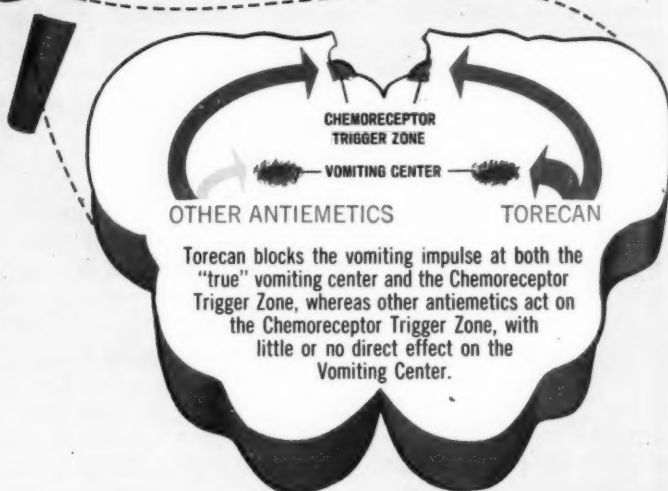 CHEMORECEPTOR
TRIGGER ZONE
VOMITING CENTER
OTHER ANTIEMETICS
TORECAN
Torecan blocks the vomiting impulse at both the
"true" vomiting center and the Chemoreceptor
Trigger Zone, whereas other antiemetics act on
the Chemoreceptor Trigger Zone, with
little or no direct effect on the
Vomiting Center.